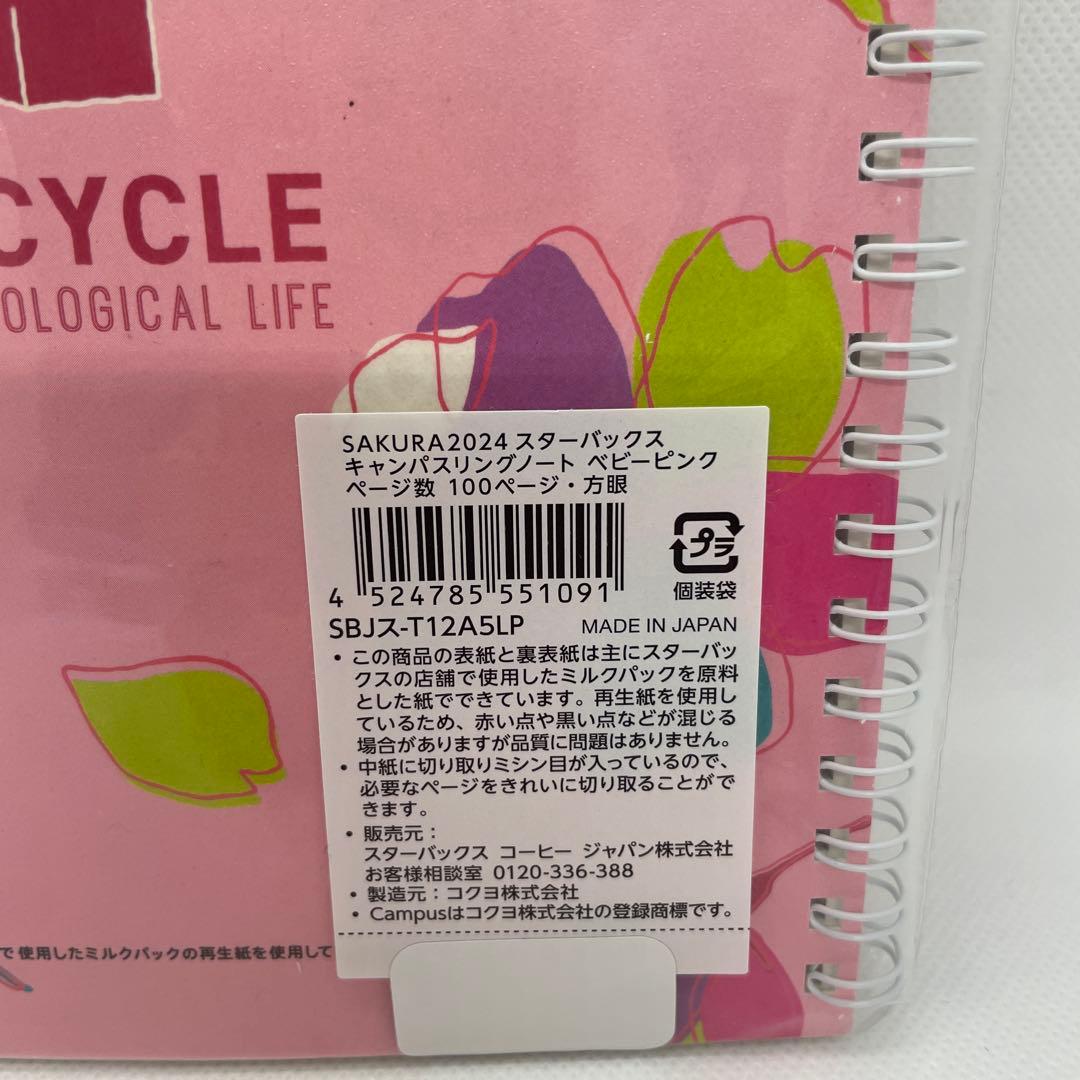 CYCLE
OLOGICAL LIFE
SAKURA2024 スターバックス
キャンパスリングノート ベビーピンク
ページ数 100ページ・方眼
4 524785 551091
プラ
個装袋
SBJス-T12A5LP MADE IN JAPAN
・この商品の表紙と裏表紙は主にスターバッ
クスの店舗で使用したミルクパックを原料
とした紙でできています。再生紙を使用し
ているため、赤い点や黒い点などが混じる
場合がありますが品質に問題はありません。
・中紙に切り取りミシン目が入っているので、
必要なページをきれいに切り取ることがで
きます。
・販売元：
スターバックス コーヒー ジャパン株式会社
お客様相談室 0120-336-388
・製造元：コクヨ株式会社
・Campusはコクヨ株式会社の登録商標です。
で使用したミルクパックの再生紙を使用して